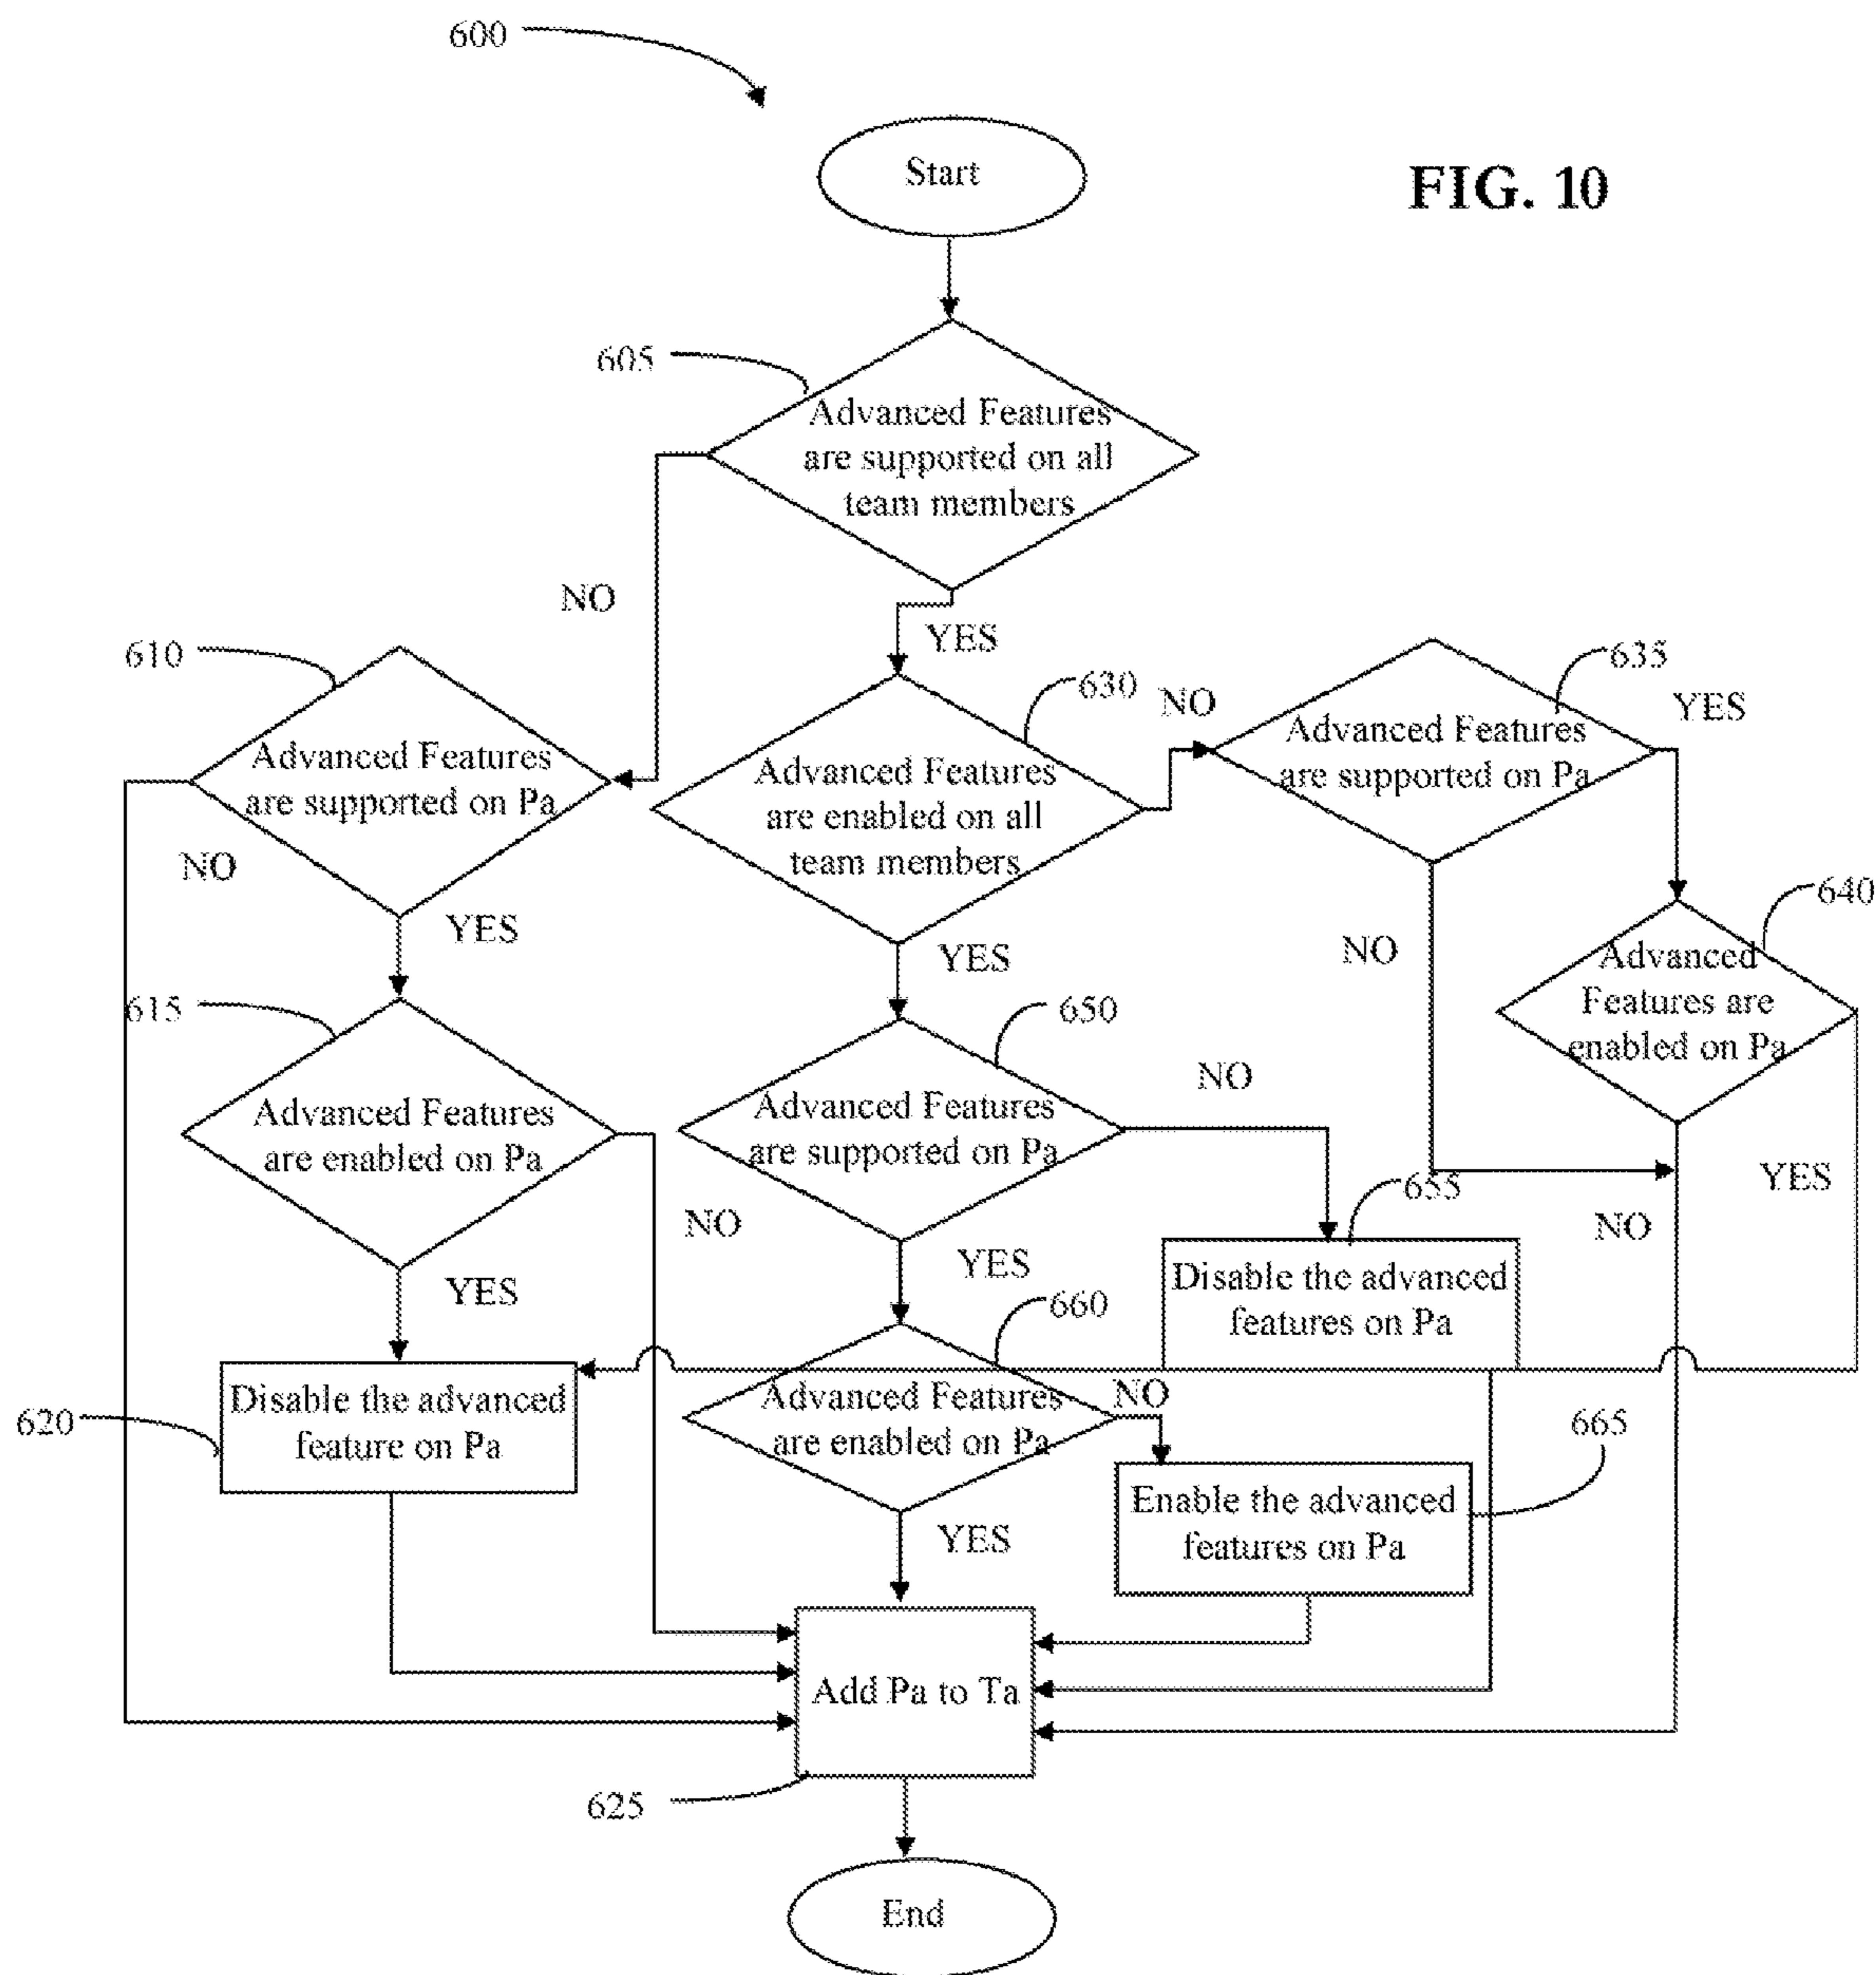 600
Start
FIG. 10
605
Advanced Features
are supported on all
team members
NO
YES
610
Advanced Features
are supported on Pa
NO
YES
630
Advanced Features
are enabled on all
team members
NO
YES
635
Advanced Features
are supported on Pa
YES
NO
640
Advanced
Features are
enabled on Pa
YES
NO
615
Advanced Features
are enabled on Pa
NO
YES
650
Advanced Features
are supported on Pa
NO
YES
655
Disable the advanced
features on Pa
620
Disable the advanced
feature on Pa
660
Advanced Features
are enabled on Pa
NO
YES
665
Enable the advanced
features on Pa
Add Pa to Ta
625
End